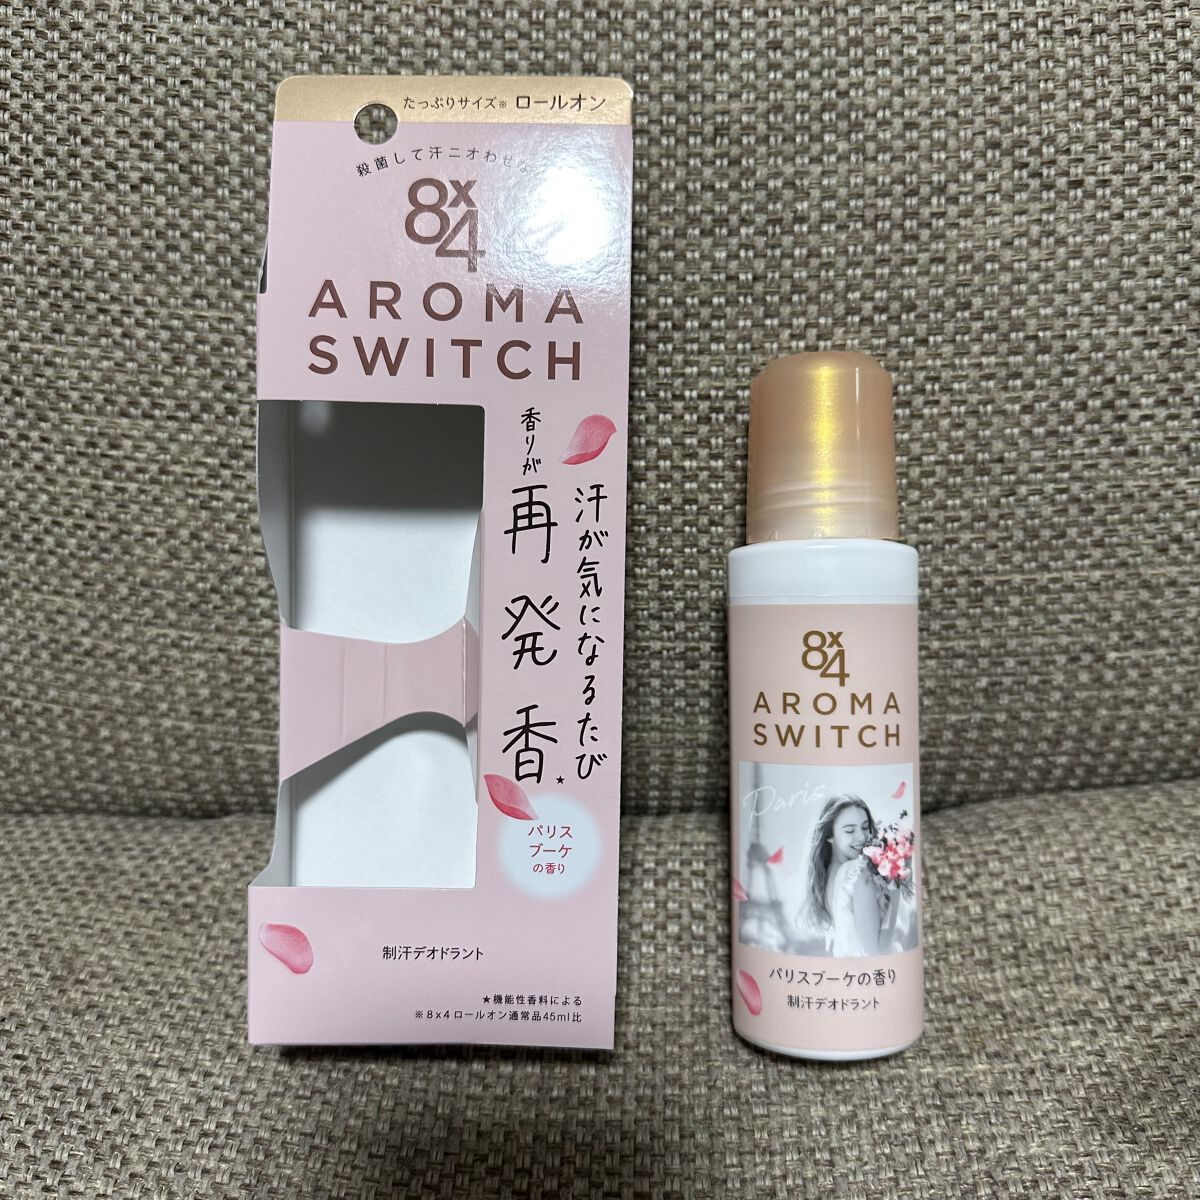 たっぷりサイズ※ ロールオン
殺菌して汗ニオわせな
8x4
AROMA
SWITCH
汗が気になるたび
香りが
再発香★
パリス
ブーケ
の香り
制汗デオドラント
★機能性香料による
※8x4ロールオン通常品45ml比
8x4
AROMA
SWITCH
Paris
パリスブーケの香り
制汗デオドラント